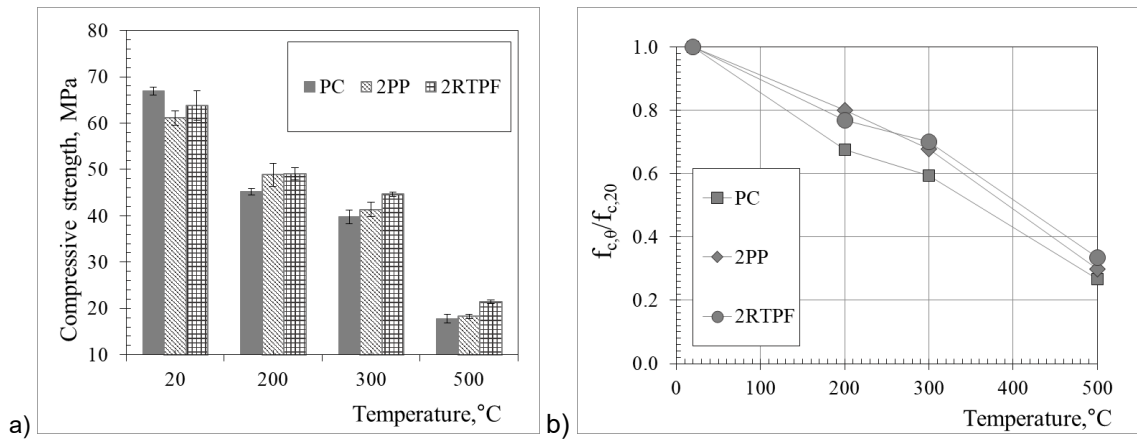 80
70
60
50
40
30
20
10
Compressive strength, MPa
PC 2PP 2RTPF
20 200 300 500
Temperature,°C
a)
1.0
0.8
0.6
0.4
0.2
0.0
fc,θ/fc,20
PC
2PP
2RTPF
0 100 200 300 400 500
Temperature,°C
b)